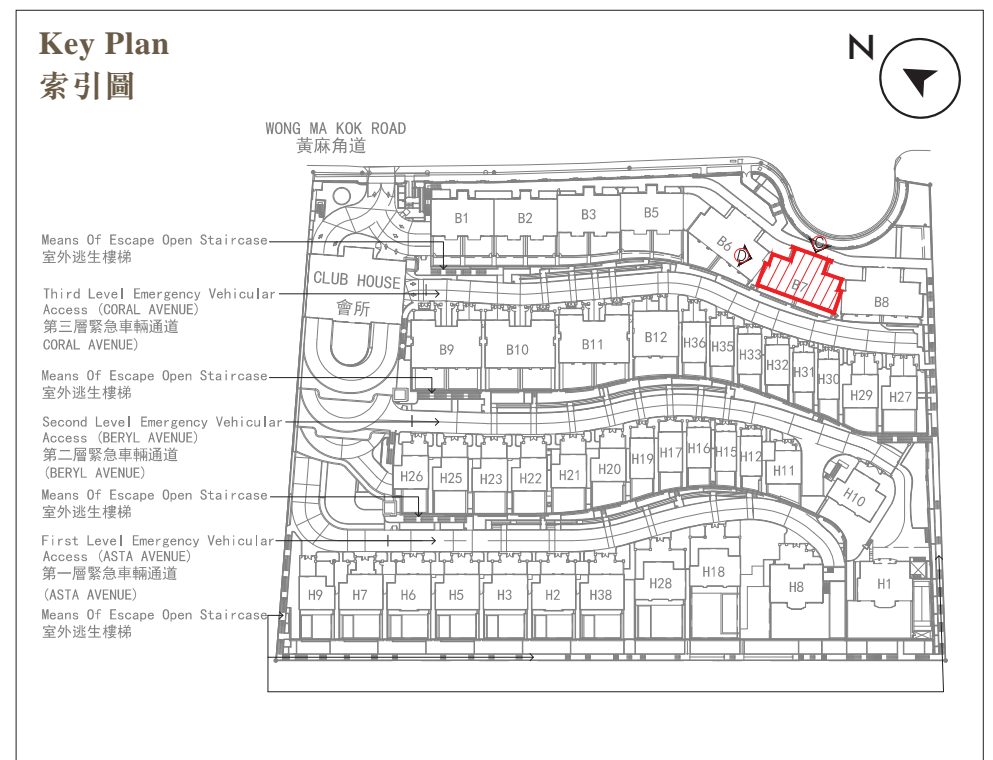 Key Plan
索引圖
N
WONG MA KOK ROAD
黃麻角道
B1
B2
B3
B5
B6
B7
B8
Means Of Escape Open Staircase
室外逃生樓梯
CLUB HOUSE
會所
Third Level Emergency Vehicular
Access (CORAL AVENUE)
第三層緊急車輛通道
CORAL AVENUE)
B9
B10
B11
B12
H36
H35
H33
H32
H31
H30
H29
H27
Means Of Escape Open Staircase
室外逃生樓梯
Second Level Emergency Vehicular
Access (BERYL AVENUE)
第二層緊急車輛通道
(BERYL AVENUE)
H26
H25
H23
H22
H21
H20
H19
H17
H16
H15
H12
H11
H10
Means Of Escape Open Staircase
室外逃生樓梯
First Level Emergency Vehicular
Access (ASTA AVENUE)
第一層緊急車輛通道
(ASTA AVENUE)
H9
H7
H6
H5
H3
H2
H38
H28
H18
H8
H1
Means Of Escape Open Staircase
室外逃生樓梯